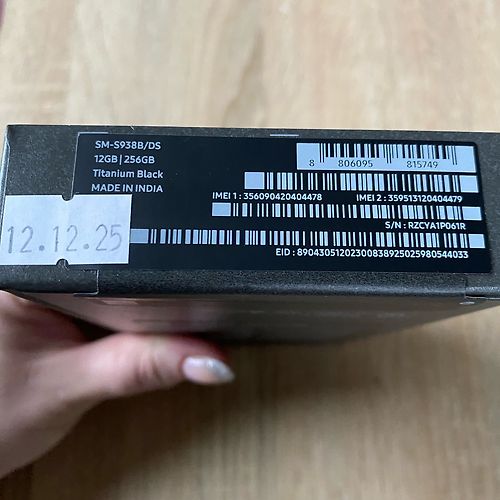 SM-S938B/DS
12GB | 256GB
Titanium Black
MADE IN INDIA
8 806095 815749
IMEI 1 : 356090420404478 IMEI 2 : 359513120404479
S/N : RZCYA1P061R
EID : 89043051202300838925025980544033
12.12.25